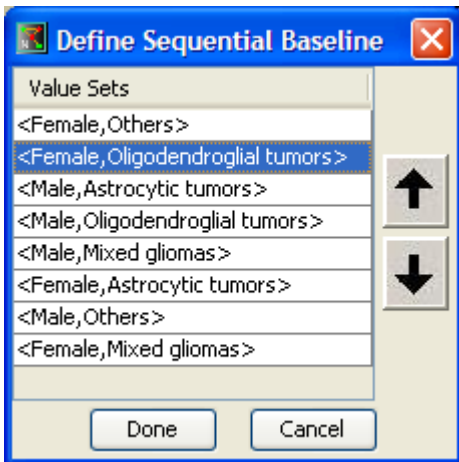 Define Sequential Baseline
Value Sets
<Female,Others>
<Female,Oligodendroglial tumors>
<Male,Astrocytic tumors>
<Male,Oligodendroglial tumors>
<Male,Mixed gliomas>
<Female,Astrocytic tumors>
<Male,Others>
<Female,Mixed gliomas>
Done Cancel